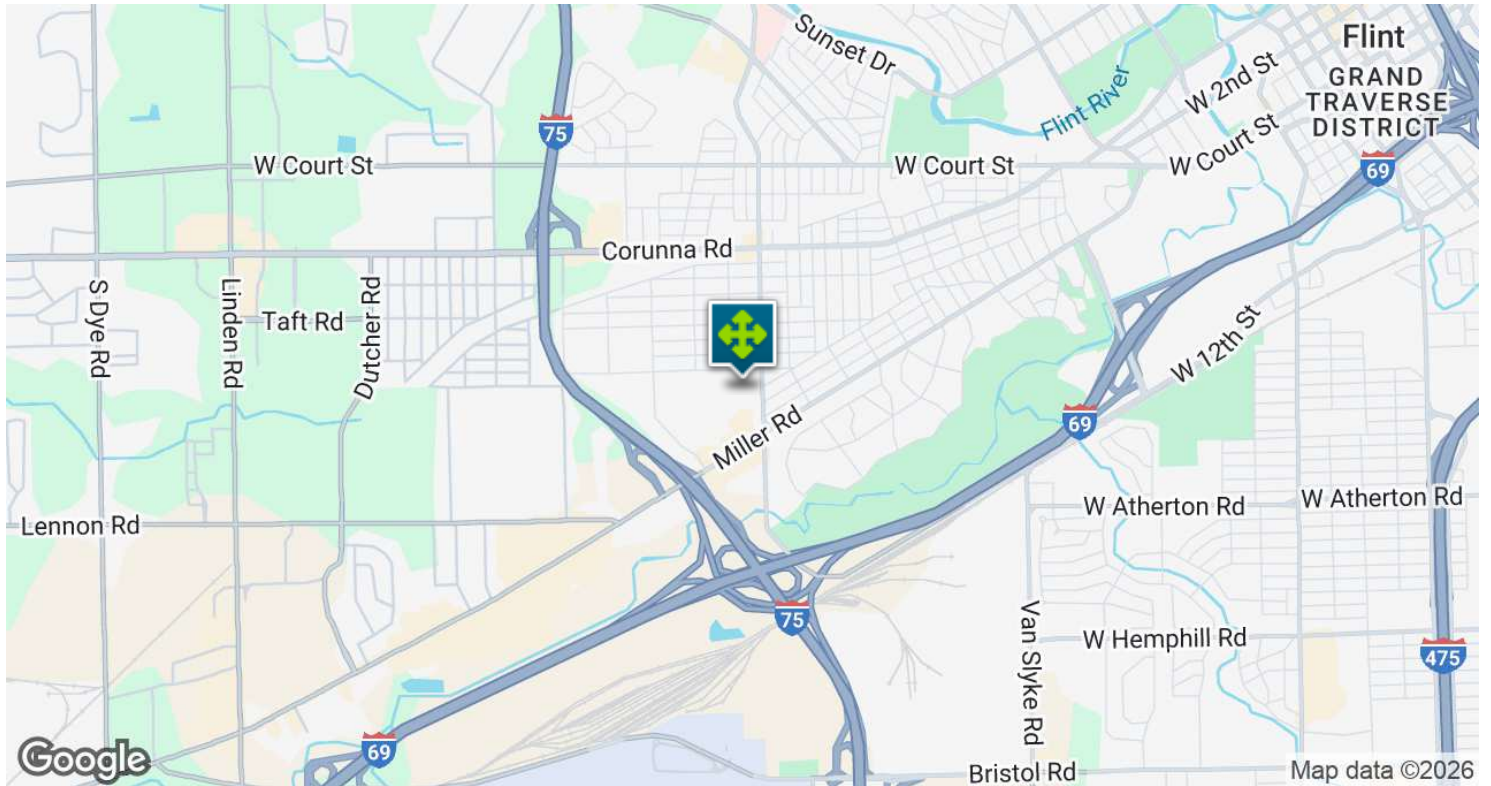 Sunset Dr
Flint
GRAND
TRAVERSE
DISTRICT
W 2nd St
Flint River
75
W Court St
W Court St
W Court St
69
Corunna Rd
S Dye Rd
Linden Rd
Taft Rd
Dutcher Rd
W 12th St
Miller Rd
69
W Atherton Rd
W Atherton Rd
Lennon Rd
75
Van Slyke Rd
W Hemphill Rd
475
69
Google
Bristol Rd
Map data ©2026